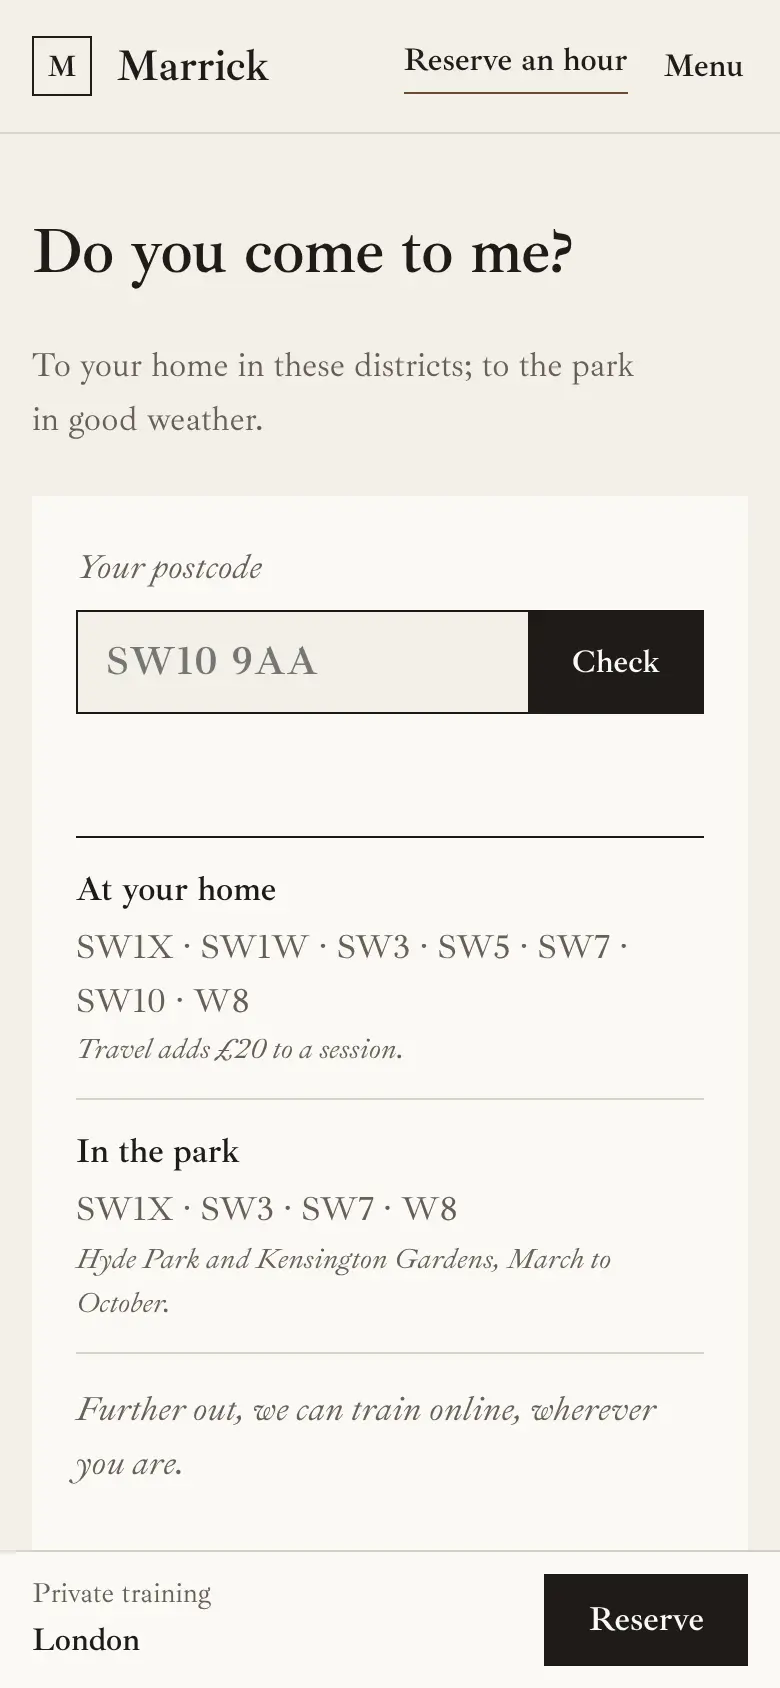 M Marrick Reserve an hour Menu
Do you come to me?
To your home in these districts; to the park
in good weather.
Your postcode
SW10 9AA Check
At your home
SW1X · SW1W · SW3 · SW5 · SW7 ·
SW10 · W8
Travel adds £20 to a session.
In the park
SW1X · SW3 · SW7 · W8
Hyde Park and Kensington Gardens, March to
October.
Further out, we can train online, wherever
you are.
Private training
London
Reserve